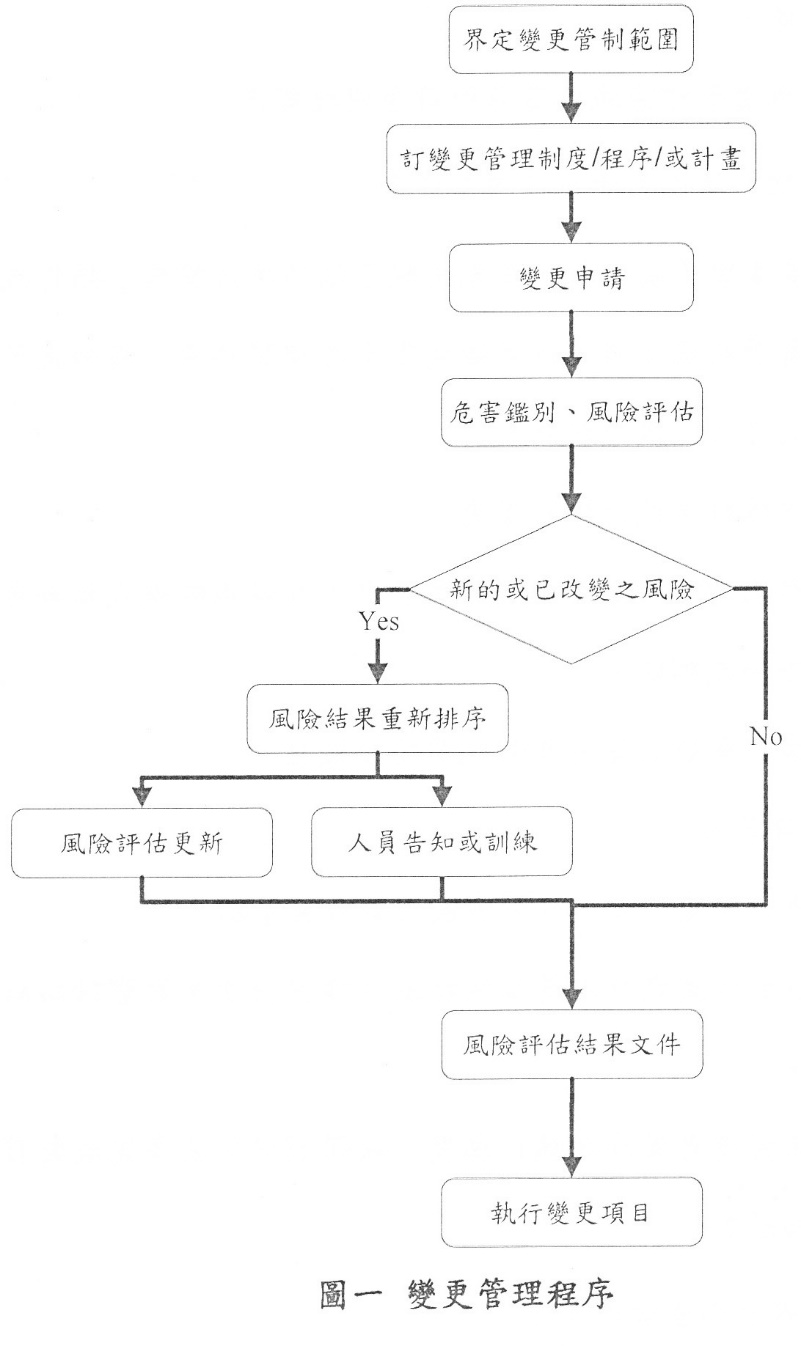 界定變更管制範圍
訂變更管理制度/程序/或計畫
變更申請
危害鑑別、風險評估
新的或已改變之風險
Yes
風險結果重新排序
No
風險評估更新
人員告知或訓練
風險評估結果文件
執行變更項目
圖一 變更管理程序